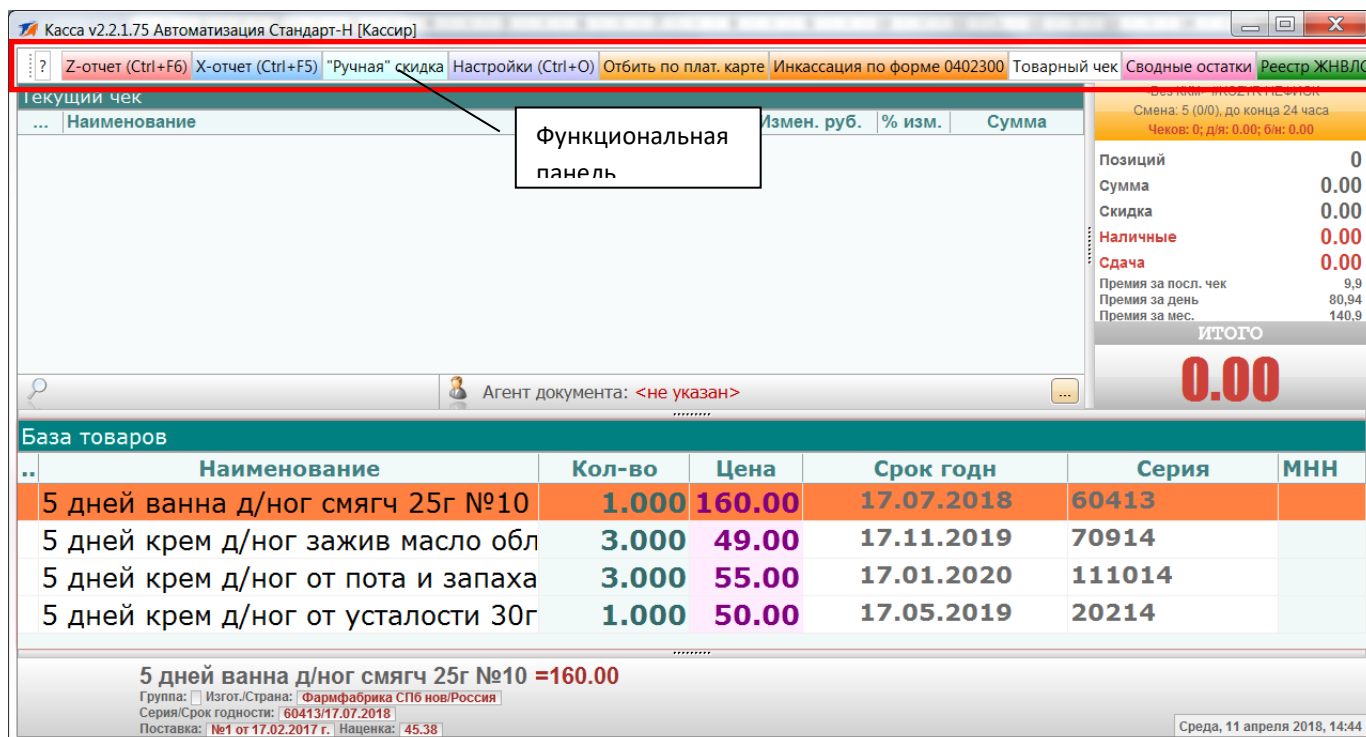 Касса v2.2.1.75 Автоматизация Стандарт-Н [Кассир]
? Z-отчет (Ctrl+F6) X-отчет (Ctrl+F5) "Ручная" скидка Настройки (Ctrl+O) Отбить по плат. карте Инкассация по форме 0402300 Товарный чек Сводные остатки Реестр ЖНВЛС
Текущий чек
... Наименование Измен. руб. % изм. Сумма
Функциональная
панель
Смена: 5 (0/0), до конца 24 часа
Чеков: 0; д/я: 0.00; б/н: 0.00
Позиций 0
Сумма 0.00
Скидка 0.00
Наличные 0.00
Сдача 0.00
Премия за посл. чек 9,9
Премия за день 80,94
Премия за мес. 140,9
ИТОГО
0.00
Агент документа: <не указан> ...
База товаров
.. Наименование Кол-во Цена Срок годн Серия МНН
5 дней ванна д/ног смягч 25г №10 1.000 160.00 17.07.2018 60413
5 дней крем д/ног зажив масло обл 3.000 49.00 17.11.2019 70914
5 дней крем д/ног от пота и запаха 3.000 55.00 17.01.2020 111014
5 дней крем д/ног от усталости 30г 1.000 50.00 17.05.2019 20214
5 дней ванна д/ног смягч 25г №10 =160.00
Группа: Изгот./Страна: Фармфабрика СПб нов/Россия
Серия/Срок годности: 60413/17.07.2018
Поставка: №1 от 17.02.2017 г. Наценка: 45.38
Среда, 11 апреля 2018, 14:44